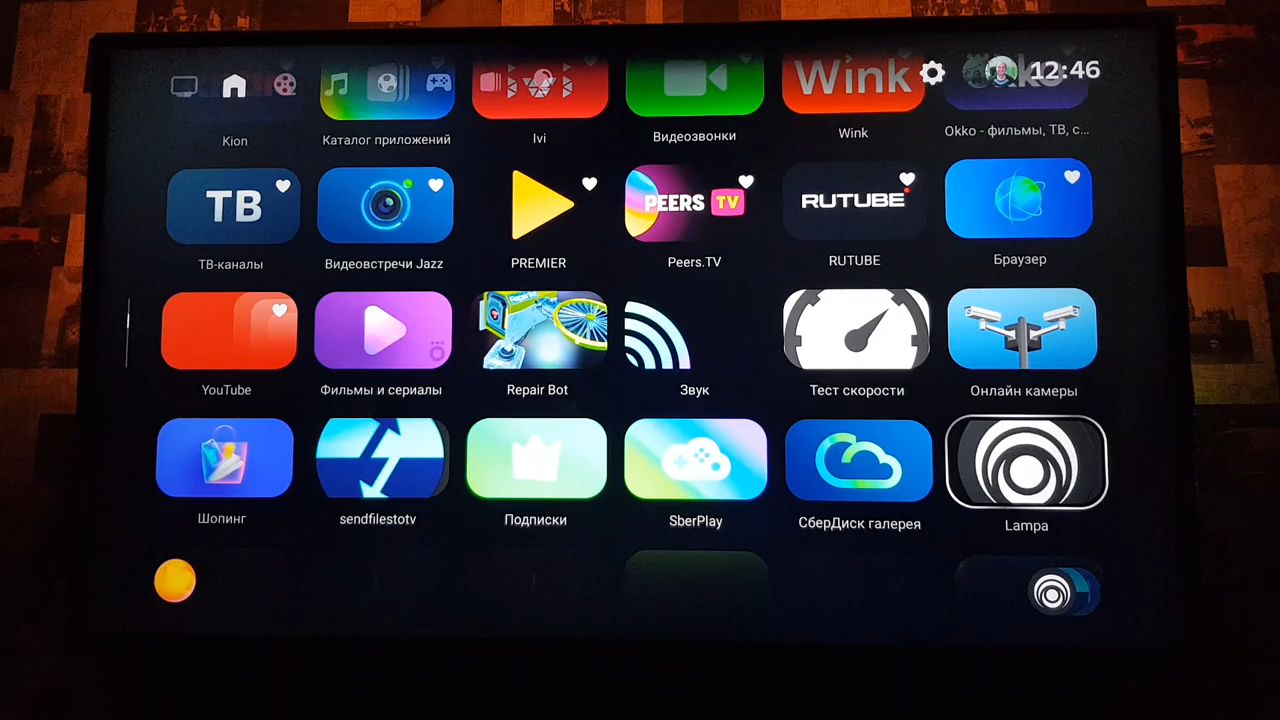 Wink
12:46
Kion
Каталог приложений
Ivi
Видеозвонки
Wink
Okko - фильмы, ТВ, с...
ТВ
PEERS TV
RUTUBE
ТВ-каналы
Видеовстречи Jazz
PREMIER
Peers.TV
RUTUBE
Браузер
YouTube
Фильмы и сериалы
Repair Bot
Звук
Тест скорости
Онлайн камеры
Шопинг
sendfilestotv
Подписки
SberPlay
СберДиск галерея
Lampa